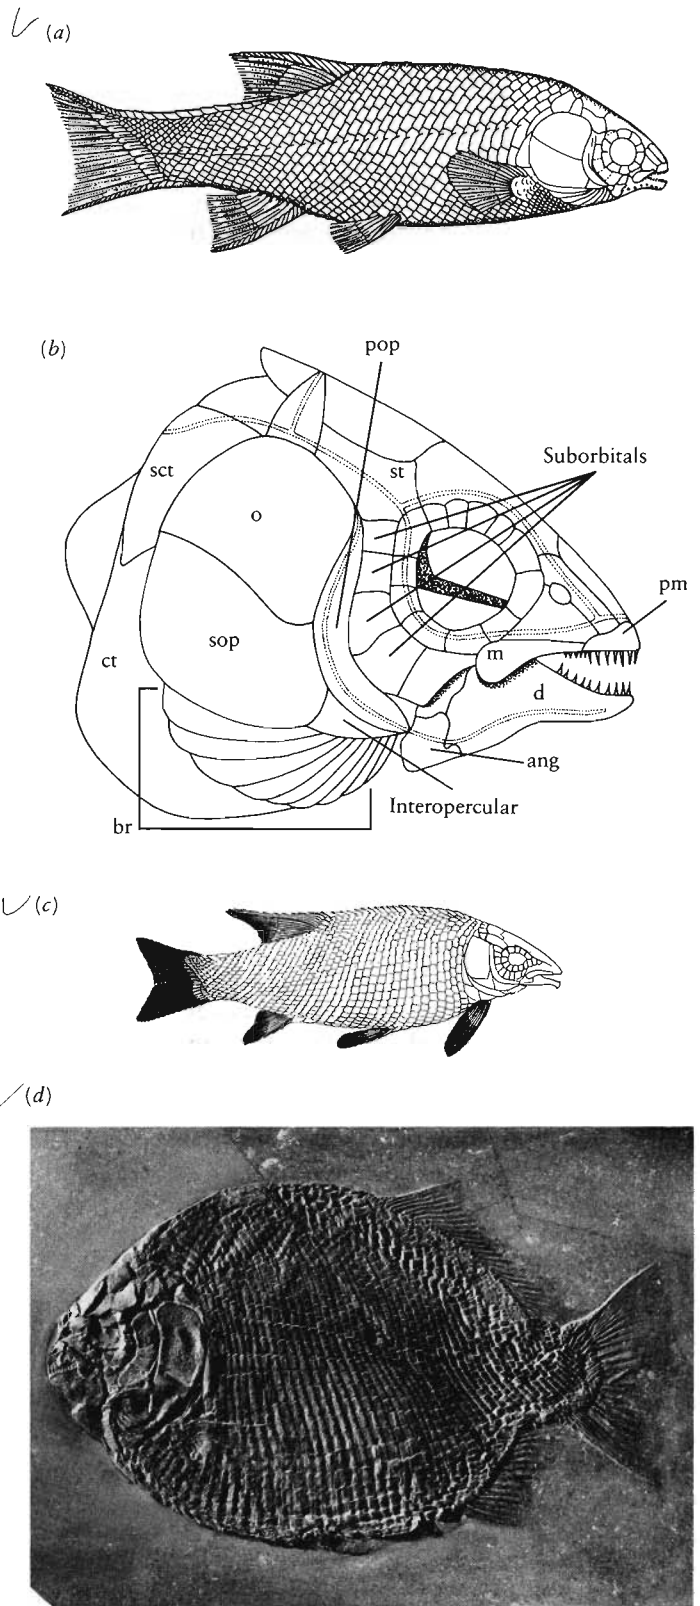 (a)
(b)
pop
Suborbitals
sct
st
o
pm
sop
m
ct
d
ang
Interopercular
br
(c)
(d)